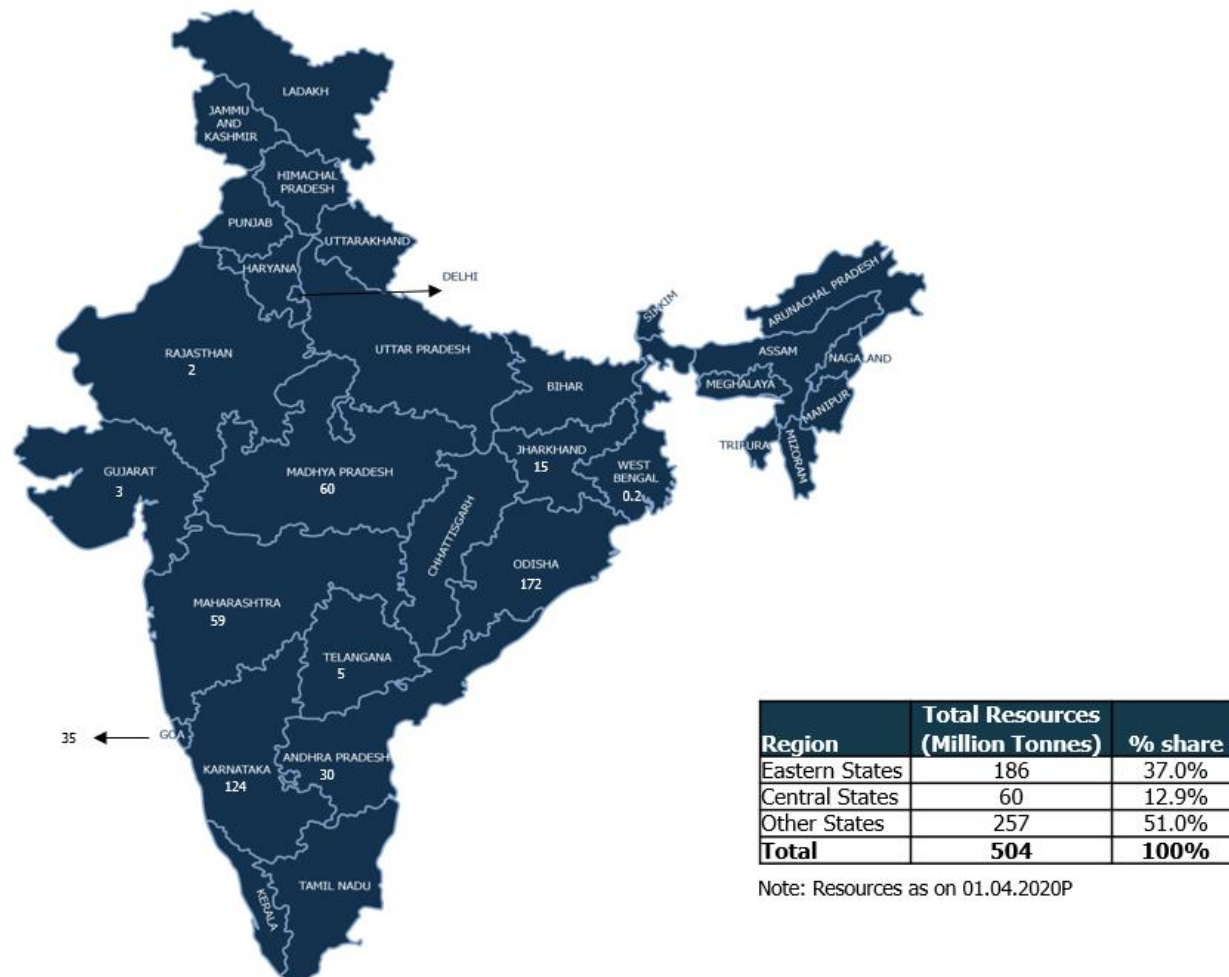 LADAKH
JAMMU
AND
KASHMIR
HIMACHAL
PRADESH
PUNJAB
UTTARAKHAND
HARYANA
DELHI
SIKKIM
ARUNACHAL PRADESH
RAJASTHAN
2
UTTAR PRADESH
ASSAM
NAGALAND
BIHAR
MEGHALAYA
MANIPUR
TRIPURA
MIZORAM
GUJARAT
3
MADHYA PRADESH
60
JHARKHAND
15
WEST
BENGAL
0.2
CHHATTISGARH
ODISHA
172
MAHARASHTRA
59
TELANGANA
5
35
GOA
KARNATAKA
124
ANDHRA PRADESH
30
TAMIL NADU
KERALA
Total Resources
Region (Million Tonnes) % share
Eastern States 186 37.0%
Central States 60 12.9%
Other States 257 51.0%
Total 504 100%
Note: Resources as on 01.04.2020P